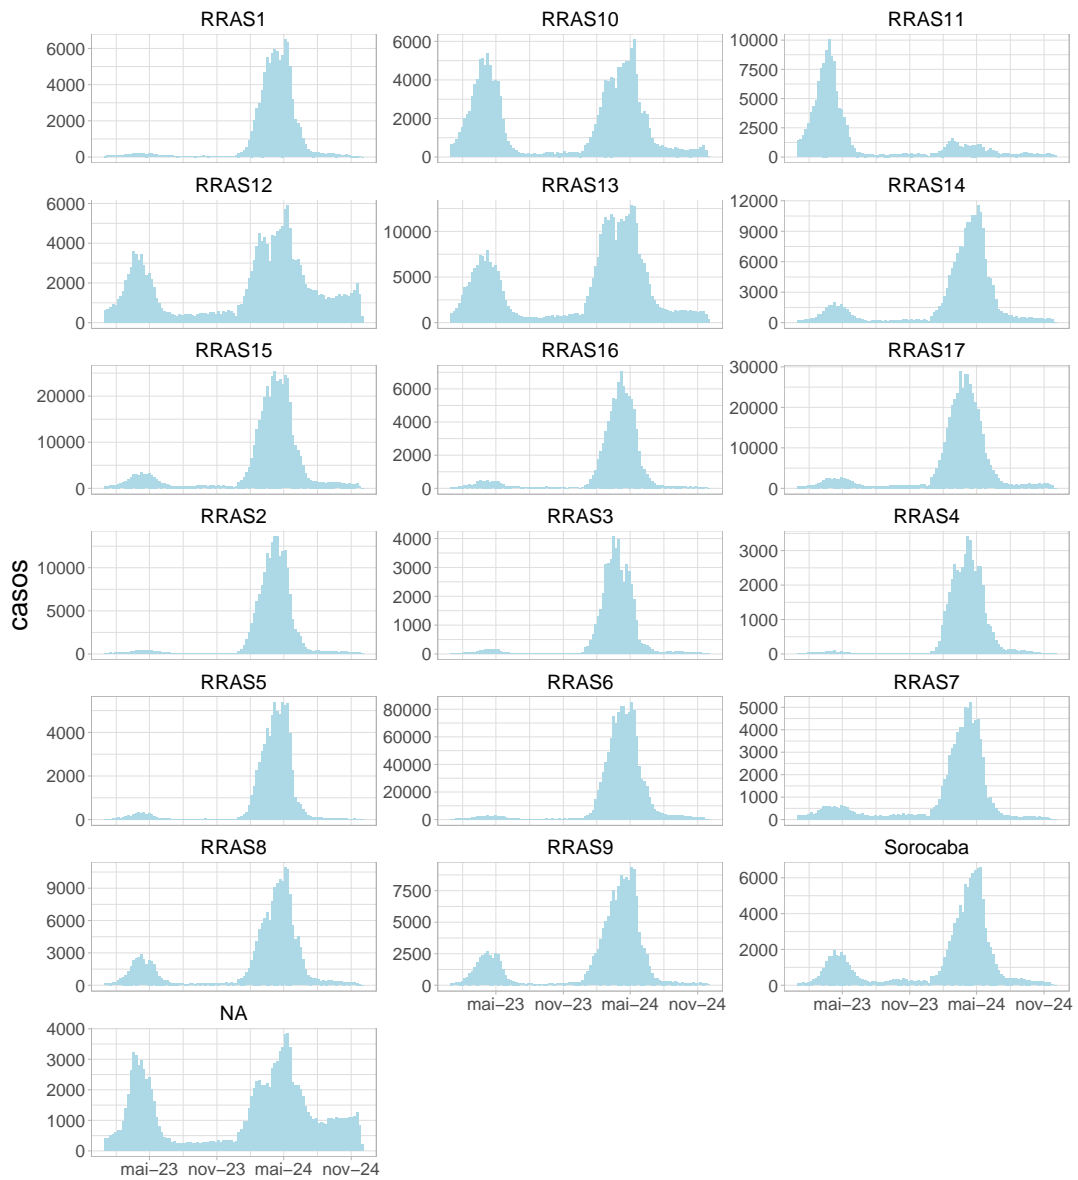 RRAS1 RRAS10 RRAS11
6000 4000 2000 0
6000 4000 2000 0
10000 7500 5000 2500 0
RRAS12 RRAS13 RRAS14
6000 4000 2000 0
10000 5000 0
12000 9000 6000 3000 0
RRAS15 RRAS16 RRAS17
20000 10000 0
6000 4000 2000 0
30000 20000 10000 0
casos
RRAS2 RRAS3 RRAS4
10000 5000 0
4000 3000 2000 1000 0
3000 2000 1000 0
RRAS5 RRAS6 RRAS7
4000 2000 0
80000 60000 40000 20000 0
5000 4000 3000 2000 1000 0
RRAS8 RRAS9 Sorocaba
9000 6000 3000 0
7500 5000 2500 0
6000 4000 2000 0
mai−23 nov−23 mai−24 nov−24
mai−23 nov−23 mai−24 nov−24
NA
4000 3000 2000 1000 0
mai−23 nov−23 mai−24 nov−24